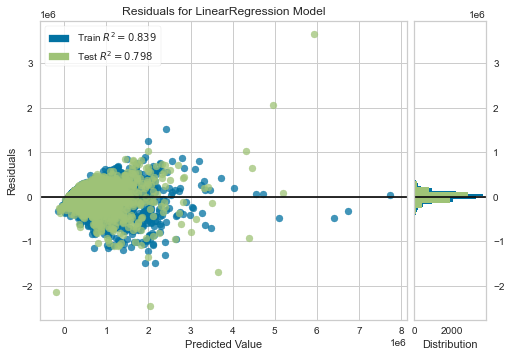 Residuals for LinearRegression Model
1e6
1e6
Train R² = 0.839
Test R² = 0.798
3
2
1
0
−1
−2
Residuals
3
2
1
0
−1
−2
0 1 2 3 4 5 6 7 8
1e6
Predicted Value
0 2000
Distribution